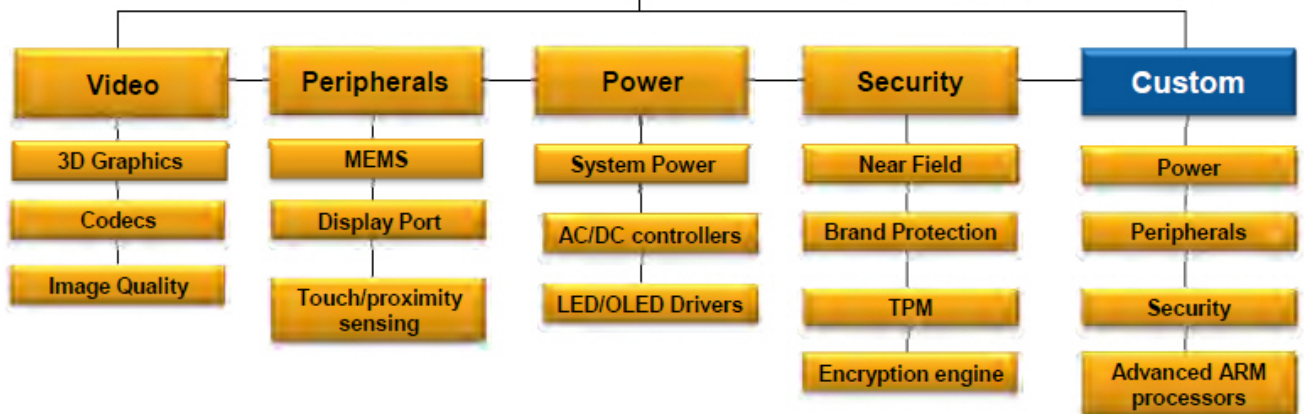 Video
3D Graphics
Codecs
Image Quality
Peripherals
MEMS
Display Port
Touch/proximity
sensing
Power
System Power
AC/DC controllers
LED/OLED Drivers
Security
Near Field
Brand Protection
TPM
Encryption engine
Custom
Power
Peripherals
Security
Advanced ARM
processors